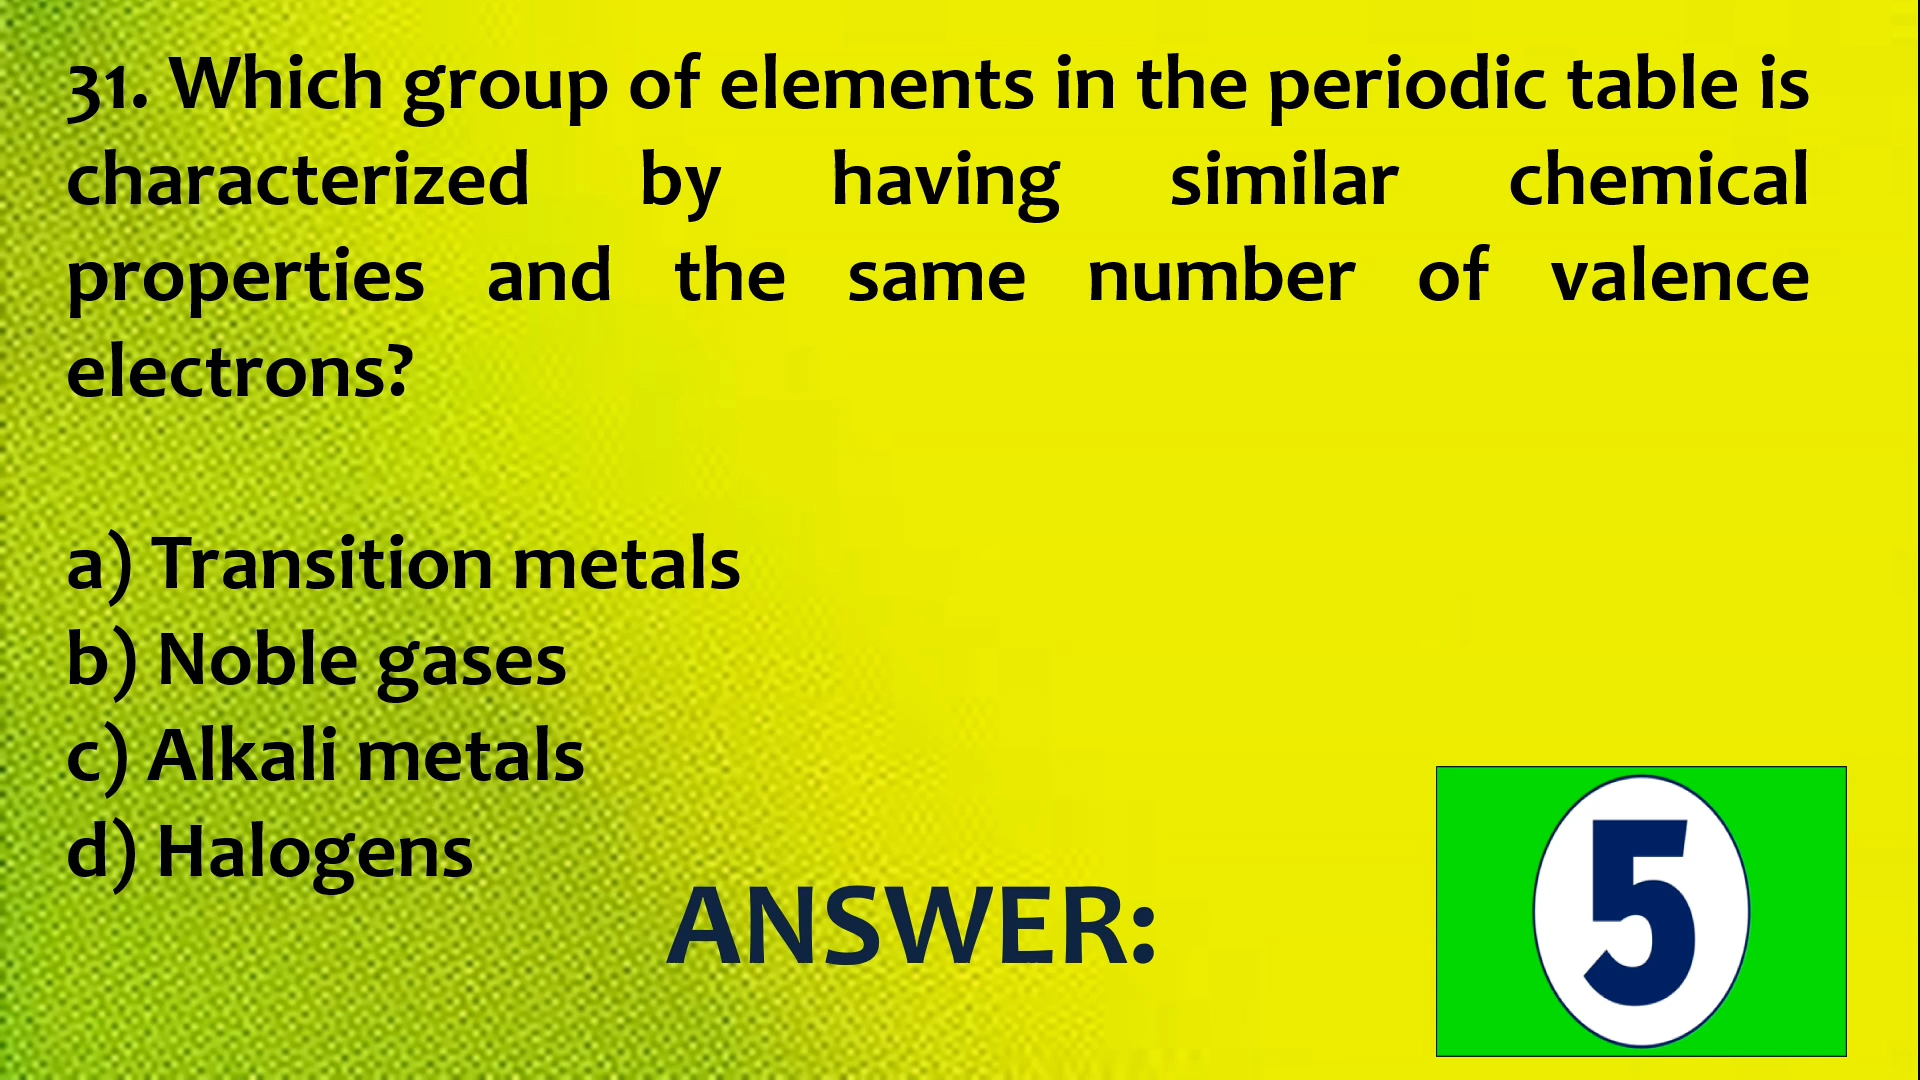 31. Which group of elements in the periodic table is
characterized by having similar chemical
properties and the same number of valence
electrons?
a) Transition metals
b) Noble gases
c) Alkali metals
d) Halogens
ANSWER:
5